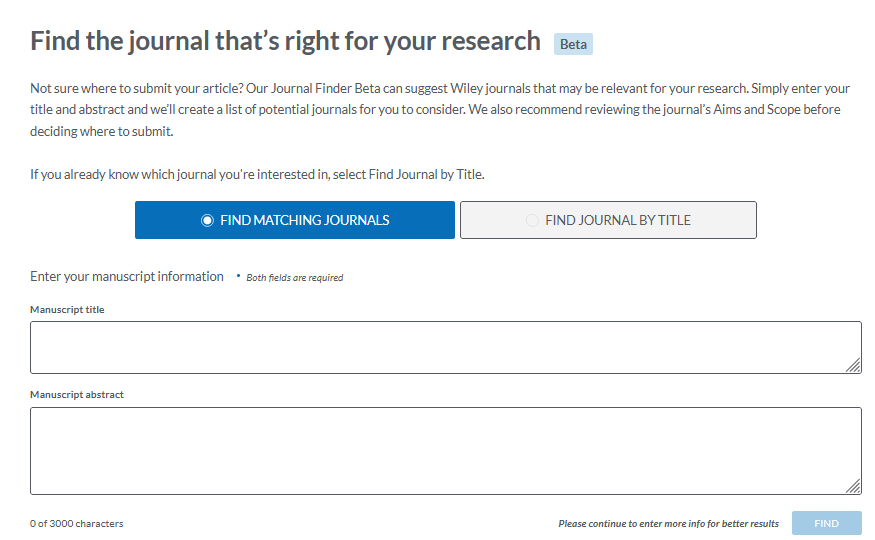 Find the journal that’s right for your research Beta
Not sure where to submit your article? Our Journal Finder Beta can suggest Wiley journals that may be relevant for your research. Simply enter your
title and abstract and we’ll create a list of potential journals for you to consider. We also recommend reviewing the journal’s Aims and Scope before
deciding where to submit.
If you already know which journal you're interested in, select Find Journal by Title.
FIND MATCHING JOURNALS FIND JOURNAL BY TITLE
Enter your manuscript information • Both fields are required
Manuscript title
Manuscript abstract
0 of 3000 characters Please continue to enter more info for better results FIND